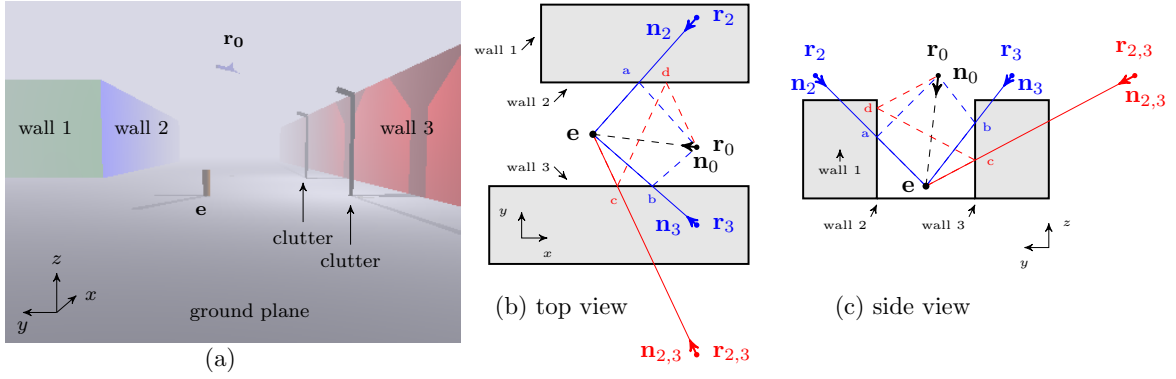 r₀
wall 1
wall 2
wall 3
e
clutter
clutter
z
x
y
ground plane
(a)
r₂
n₂
wall 1
a
d
wall 2
e
r₀
n₀
wall 3
c
b
y
x
n₃
r₃
(b) top view
n₂,₃
r₂,₃
r₂
r₀
r₃
r₂,₃
n₂
n₀
n₃
n₂,₃
d
a
b
wall 1
c
e
wall 2
wall 3
z
y
(c) side view